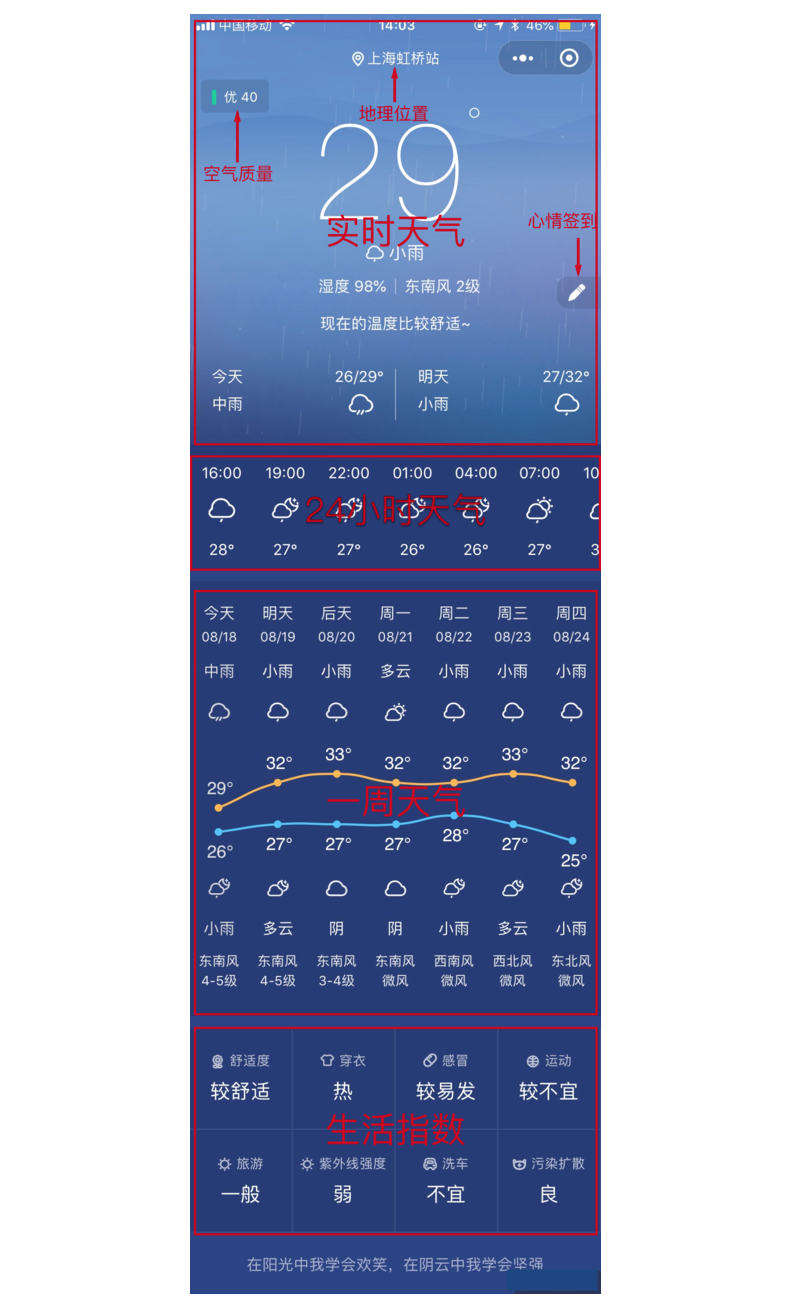 中国移动 14:03 46%
上海虹桥站
优 40
地理位置
29°
空气质量
心情签到
实时天气
小雨
湿度 98% 东南风 2级
现在的温度比较舒适~
今天 26/29° 明天 27/32°
中雨 小雨
16:00 19:00 22:00 01:00 04:00 07:00 10
24小时天气
28° 27° 27° 26° 26° 27° 3
今天 明天 后天 周一 周二 周三 周四
08/18 08/19 08/20 08/21 08/22 08/23 08/24
中雨 小雨 小雨 多云 小雨 小雨 小雨
29° 32° 33° 32° 32° 33° 32°
一周天气
26° 27° 27° 27° 28° 27° 25°
小雨 多云 阴 阴 小雨 多云 小雨
东南风 东南风 东南风 东南风 西南风 西北风 东北风
4-5级 4-5级 3-4级 微风 微风 微风 微风
舒适度 穿衣 感冒 运动
较舒适 热 较易发 较不宜
生活指数
旅游 紫外线强度 洗车 污染扩散
一般 弱 不宜 良
在阳光中我学会欢笑，在阴云中我学会坚强